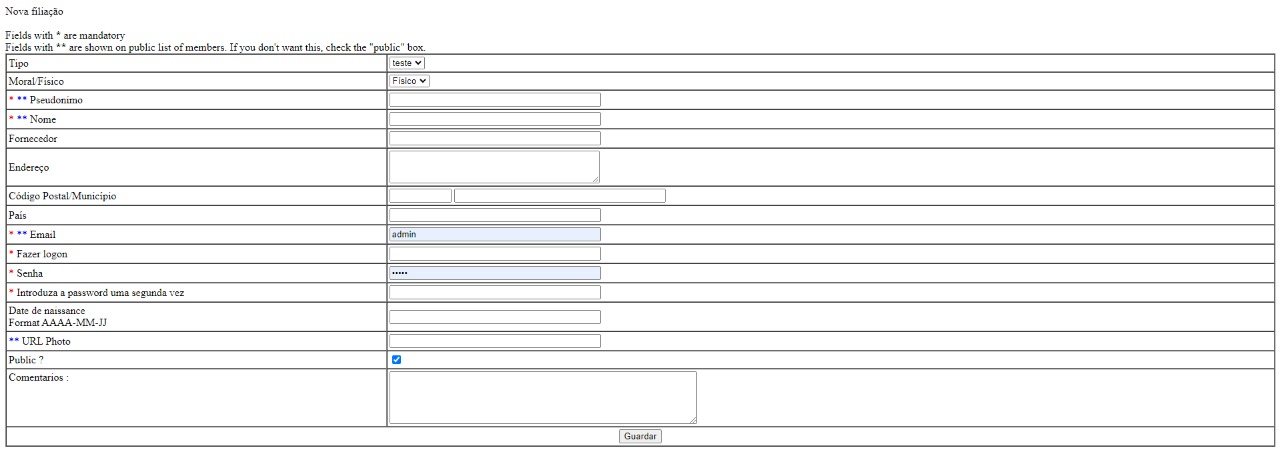 Nova filiação
Fields with * are mandatory
Fields with ** are shown on public list of members. If you don't want this, check the "public" box.
Tipo teste
Moral/Físico Físico
* ** Pseudonimo
* ** Nome
Fornecedor
Endereço
Código Postal/Município
País
* ** Email admin
* Fazer logon
* Senha •••••
* Introduza a password uma segunda vez
Date de naissance
Format AAAA-MM-JJ
** URL Photo
Public ?
Comentarios :
Guardar